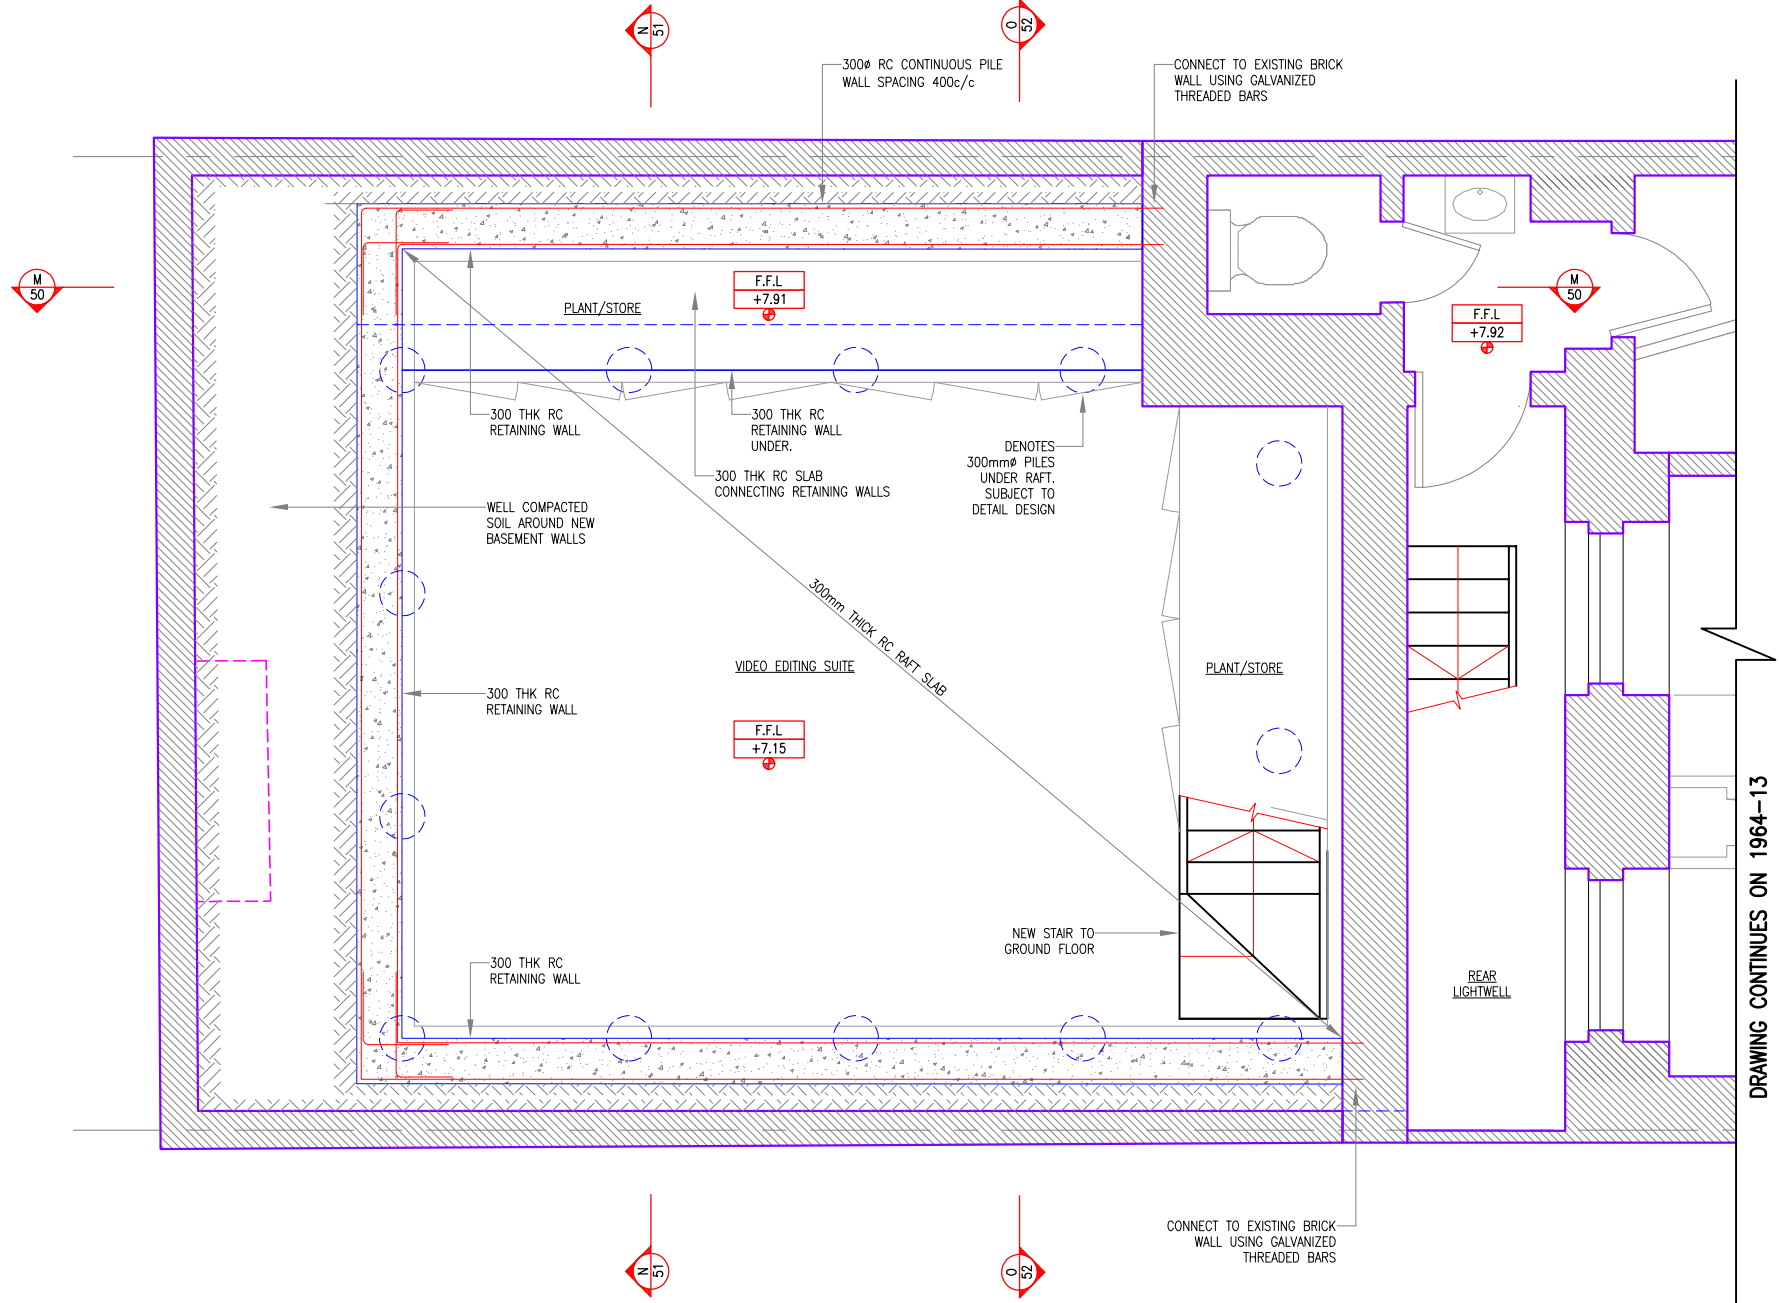 N
51
O
52
300Ø RC CONTINUOUS PILE
WALL SPACING 400c/c
CONNECT TO EXISTING BRICK
WALL USING GALVANIZED
THREADED BARS
M
50
F.F.L
+7.91
PLANT/STORE
M
50
F.F.L
+7.92
300 THK RC
RETAINING WALL
300 THK RC
RETAINING WALL
UNDER.
300 THK RC SLAB
CONNECTING RETAINING WALLS
DENOTES
300mmØ PILES
UNDER RAFT.
SUBJECT TO
DETAIL DESIGN
WELL COMPACTED
SOIL AROUND NEW
BASEMENT WALLS
300mm THICK RC RAFT SLAB
VIDEO EDITING SUITE
PLANT/STORE
300 THK RC
RETAINING WALL
F.F.L
+7.15
NEW STAIR TO
GROUND FLOOR
300 THK RC
RETAINING WALL
REAR
LIGHTWELL
DRAWING CONTINUES ON 1964-13
CONNECT TO EXISTING BRICK
WALL USING GALVANIZED
THREADED BARS
N
51
O
52